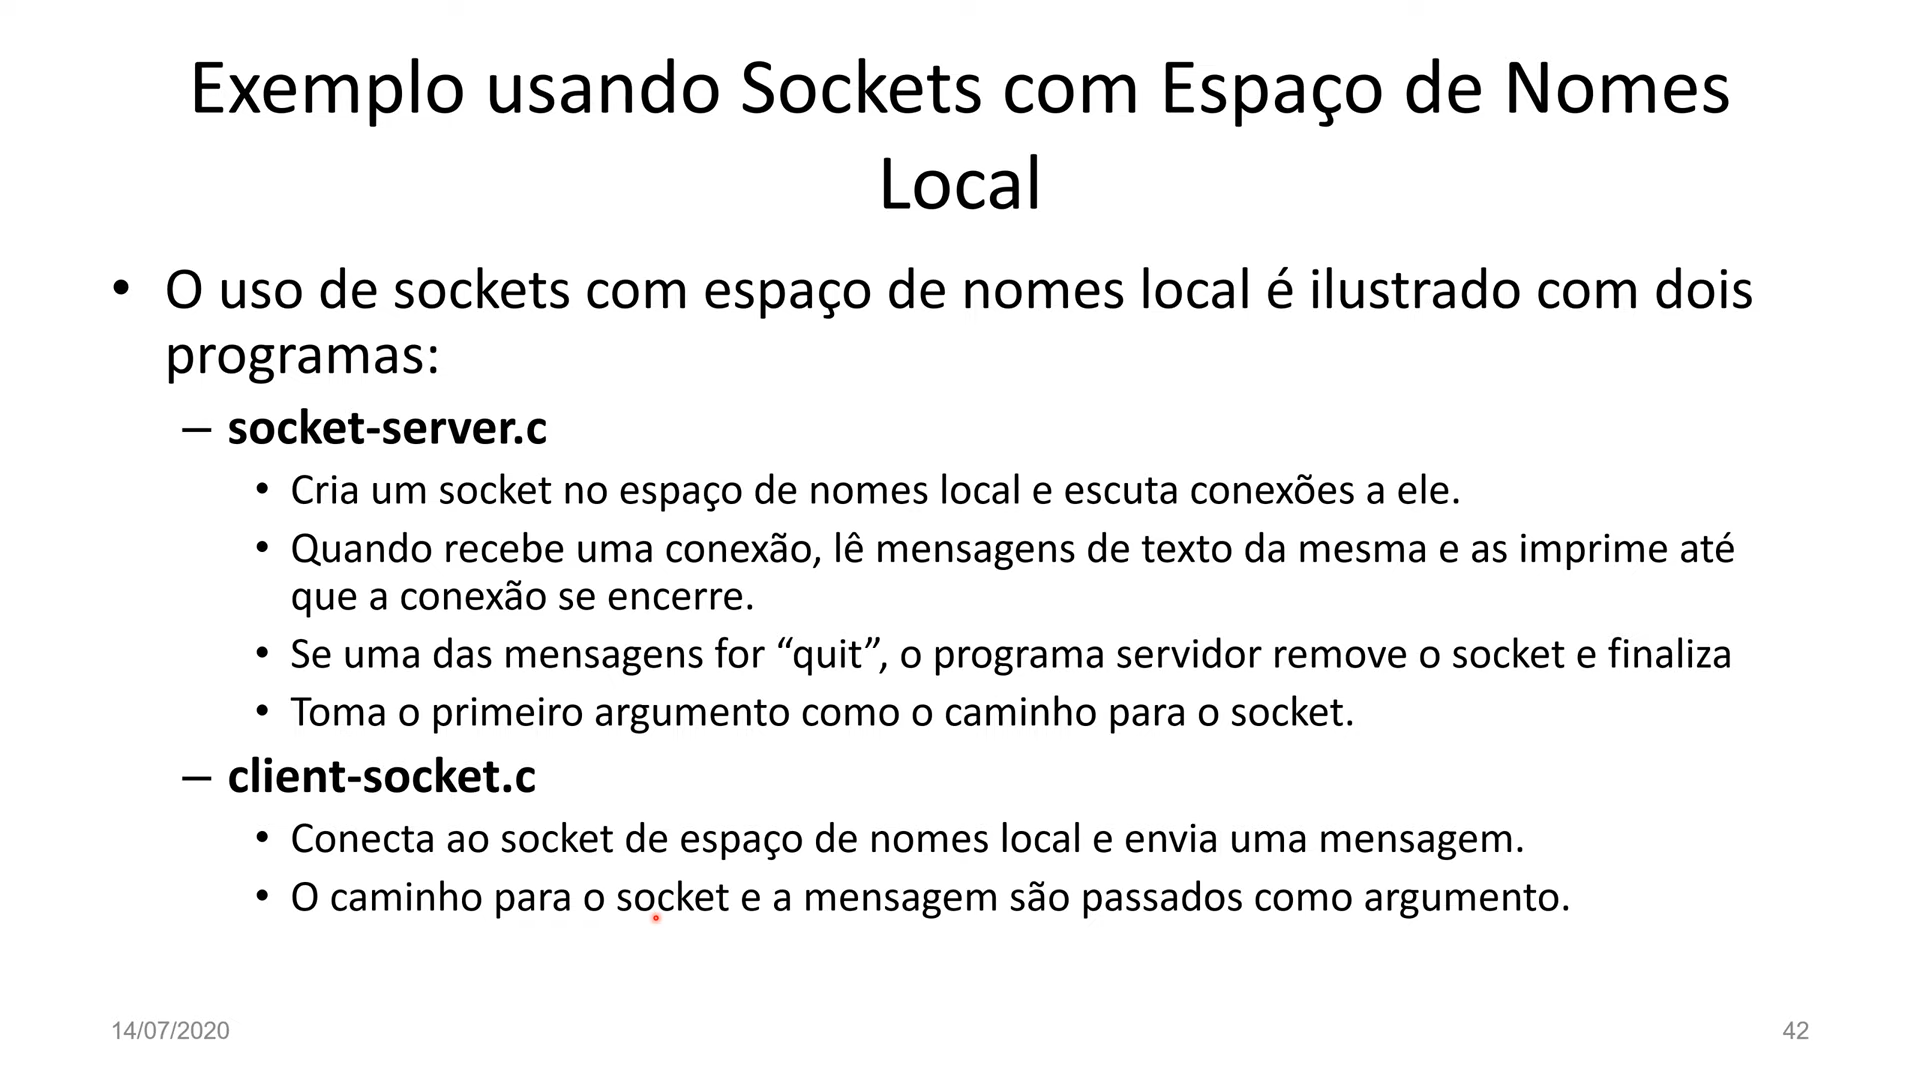 Exemplo usando Sockets com Espaço de Nomes
Local
• O uso de sockets com espaço de nomes local é ilustrado com dois
programas:
– socket-server.c
• Cria um socket no espaço de nomes local e escuta conexões a ele.
• Quando recebe uma conexão, lê mensagens de texto da mesma e as imprime até
que a conexão se encerre.
• Se uma das mensagens for “quit”, o programa servidor remove o socket e finaliza
• Toma o primeiro argumento como o caminho para o socket.
– client-socket.c
• Conecta ao socket de espaço de nomes local e envia uma mensagem.
• O caminho para o socket e a mensagem são passados como argumento.
14/07/2020
42